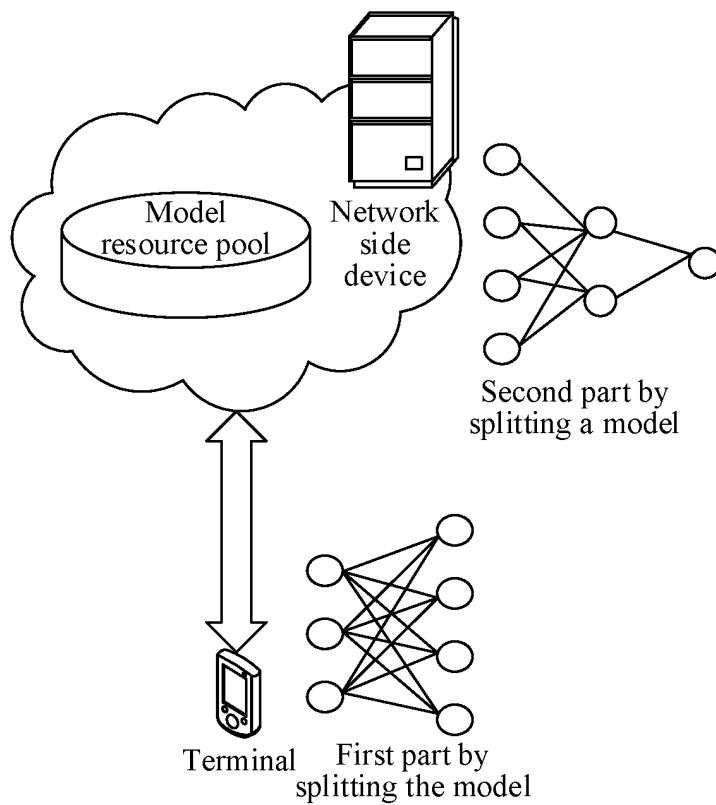 Model
resource pool
Network
side
device
Second part by
splitting a model
Terminal
First part by
splitting the model